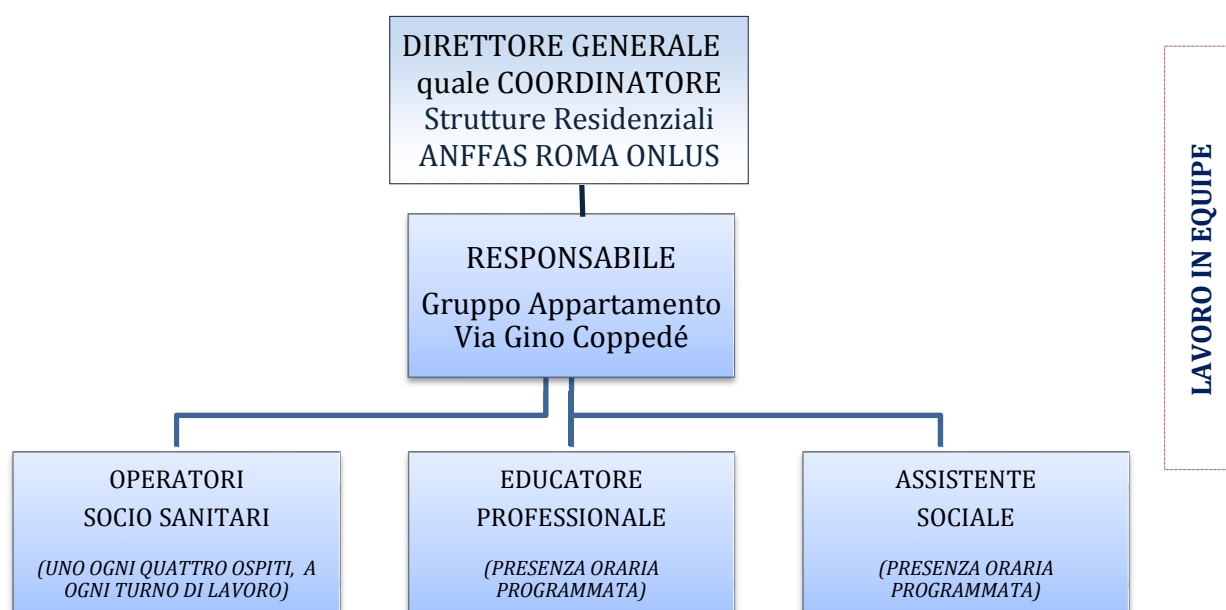 DIRETTORE GENERALE
quale COORDINATORE
Strutture Residenziali
ANFFAS ROMA ONLUS
RESPONSABILE
Gruppo Appartamento
Via Gino Coppedé
LAVORO IN EQUIPE
OPERATORI
SOCIO SANITARI
(UNO OGNI QUATTRO OSPITI, A
OGNI TURNO DI LAVORO)
EDUCATORE
PROFESSIONALE
(PRESENZA ORARIA
PROGRAMMATA)
ASSISTENTE
SOCIALE
(PRESENZA ORARIA
PROGRAMMATA)